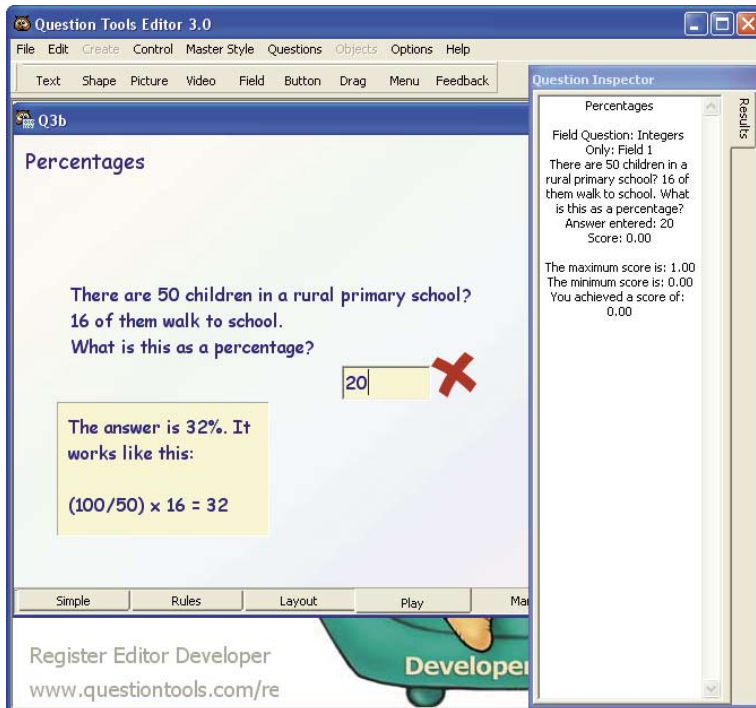 Question Tools Editor 3.0
File Edit Create Control Master Style Questions Objects Options Help
Text Shape Picture Video Field Button Drag Menu Feedback
Q3b
Percentages
There are 50 children in a rural primary school?
16 of them walk to school.
What is this as a percentage?
20
The answer is 32%. It
works like this:
(100/50) x 16 = 32
Simple Rules Layout Play
Register Editor Developer
www.questiontools.com/re
Developer
Question Inspector
Results
Percentages
Field Question: Integers
Only: Field 1
There are 50 children in a
rural primary school? 16 of
them walk to school. What
is this as a percentage?
Answer entered: 20
Score: 0.00
The maximum score is: 1.00
The minimum score is: 0.00
You achieved a score of:
0.00